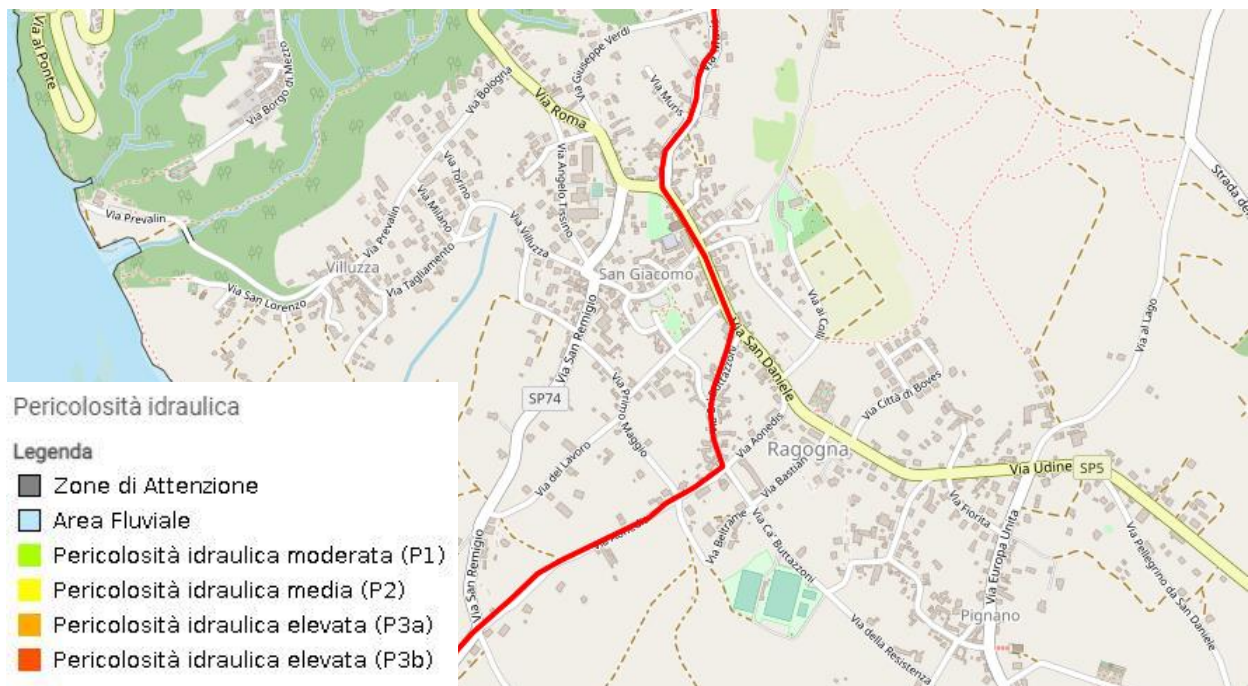 Via al Ponte
Via Borgo di Mezzo
Via Bologna
Via Roma
Via Giuseppe Verdi
Via Muris
Via Torino
Via Milano
Via Angelo Tissino
Via Prevalin
Via Prevalin
Via Villuzza
Villuzza
Via Tagliamento
Via San Lorenzo
San Giacomo
Via San Remigio
Via ai Colli
Via al Lago
Via San Daniele
SP74
Via Primo Maggio
Via Città di Boves
Via Aonedis
Ragogna
Via del Lavoro
Via Bastian
Via Udine
SP5
Via Fiorita
Via Beltrame
Via Ca' Buttazzoni
Via Europa Unita
Via Pellegrino da San Daniele
Via San Remigio
Pignano
Via della Resistenza
Pericolosità idraulica
Legenda
Zone di Attenzione
Area Fluviale
Pericolosità idraulica moderata (P1)
Pericolosità idraulica media (P2)
Pericolosità idraulica elevata (P3a)
Pericolosità idraulica elevata (P3b)